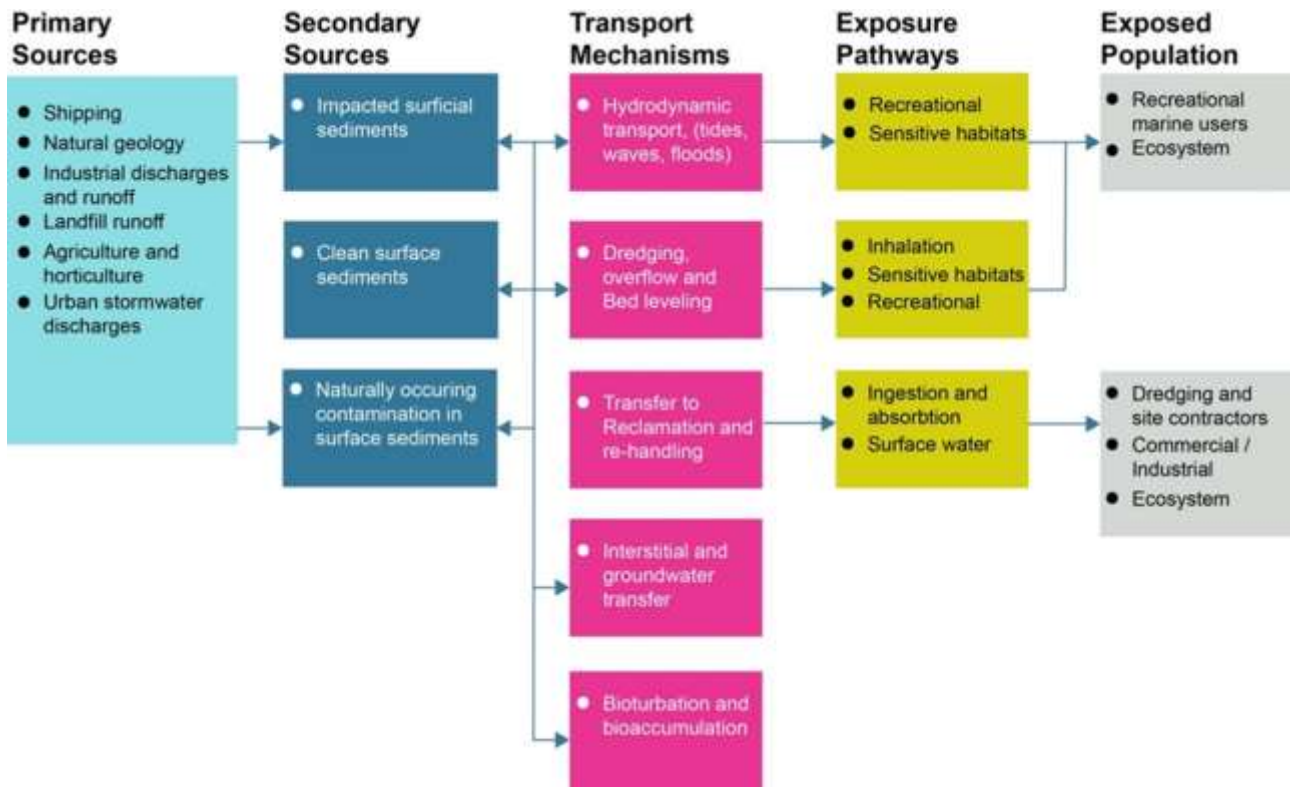 Primary
Sources
Shipping
Natural geology
Industrial discharges
and runoff
Landfill runoff
Agriculture and
horticulture
Urban stormwater
discharges
Secondary
Sources
Impacted surficial
sediments
Clean surface
sediments
Naturally occuring
contamination in
surface sediments
Transport
Mechanisms
Hydrodynamic
transport, (tides,
waves, floods)
Dredging,
overflow and
Bed leveling
Transfer to
Reclamation and
re-handling
Interstitial and
groundwater
transfer
Bioturbation and
bioaccumulation
Exposure
Pathways
Recreational
Sensitive habitats
Inhalation
Sensitive habitats
Recreational
Ingestion and
absorbtion
Surface water
Exposed
Population
Recreational
marine users
Ecosystem
Dredging and
site contractors
Commercial /
Industrial
Ecosystem